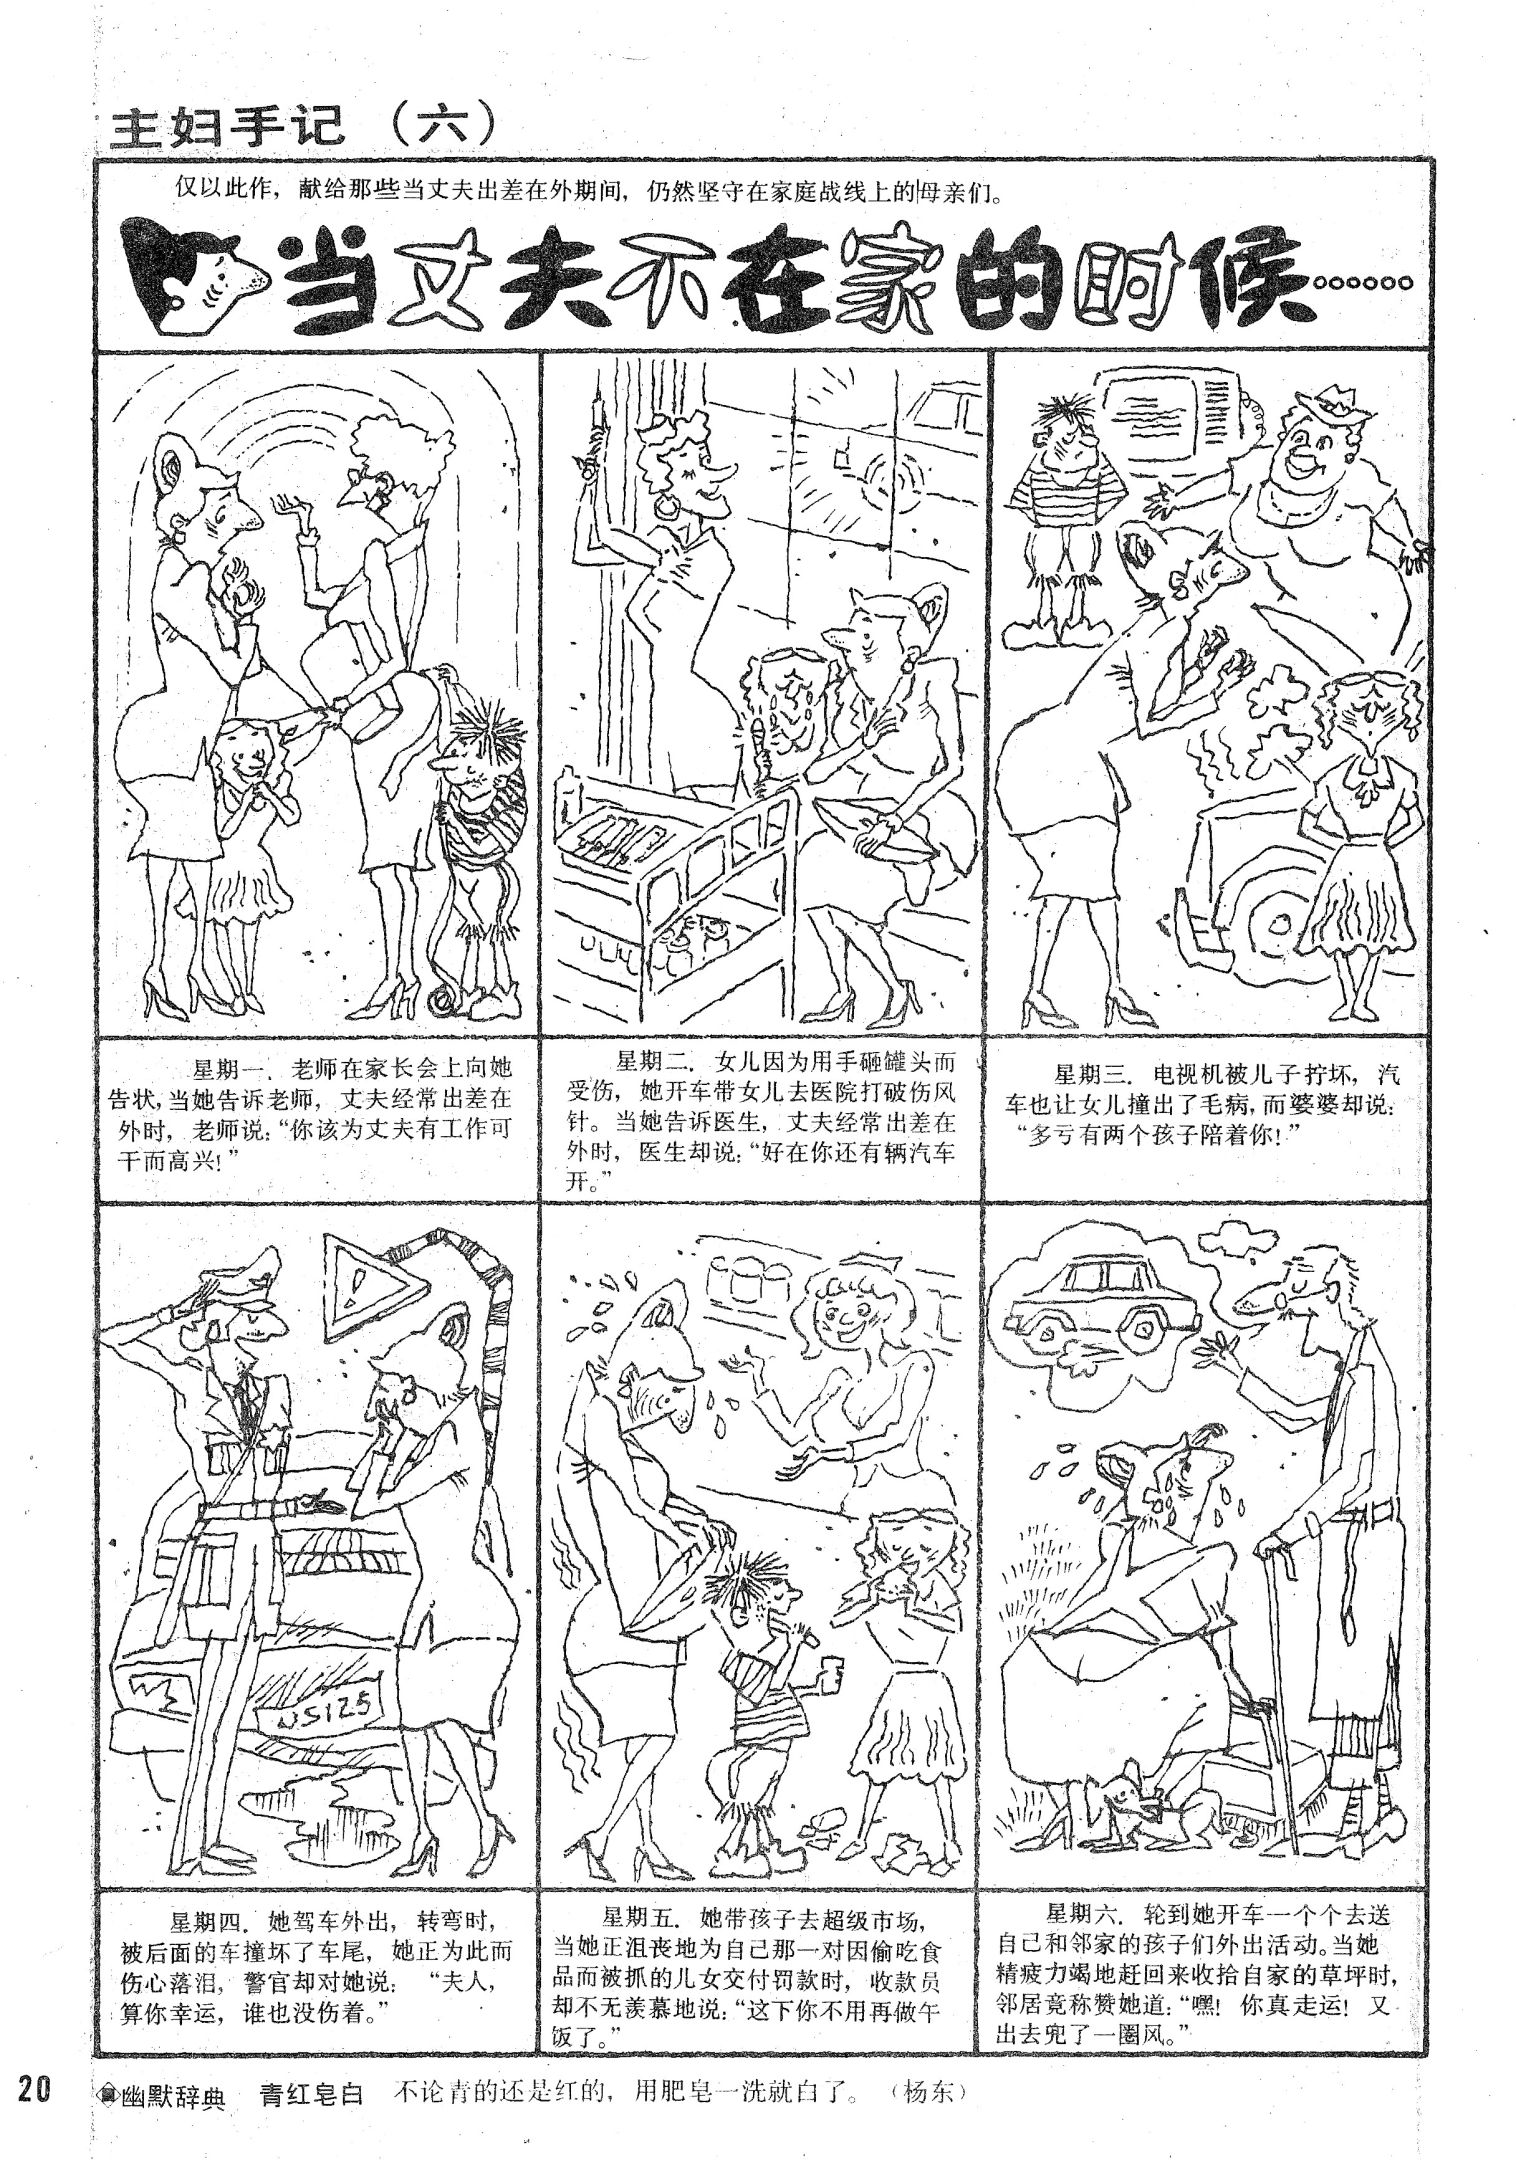 主妇手记（六）
仅以此作，献给那些当丈夫出差在外期间，仍然坚守在家庭战线上的母亲们。
当丈夫不在家的时候……
星期一．老师在家长会上向她
告状，当她告诉老师，丈夫经常出差在
外时，老师说：“你该为丈夫有工作可
干而高兴！”
星期二．女儿因为用手砸罐头而
受伤，她开车带女儿去医院打破伤风
针。当她告诉医生，丈夫经常出差在
外时，医生却说：“好在你还有辆汽车
开。”
星期三．电视机被儿子拧坏，汽
车也让女儿撞出了毛病，而婆婆却说：
“多亏有两个孩子陪着你！”
NS125
星期四．她驾车外出，转弯时，
被后面的车撞坏了车尾，她正为此而
伤心落泪，警官却对她说：“夫人，
算你幸运，谁也没伤着。”
星期五．她带孩子去超级市场，
当她正沮丧地为自己那一对因偷吃食
品而被抓的儿女交付罚款时，收款员
却不无羡慕地说：“这下你不用再做午
饭了。”
星期六．轮到她开车一个个去送
自己和邻家的孩子们外出活动。当她
精疲力竭地赶回来收拾自家的草坪时，
邻居竟称赞她道：“嘿！你真走运！又
出去兜了一圈风。”
20
幽默辞典 青红皂白 不论青的还是红的，用肥皂一洗就白了。（杨东）